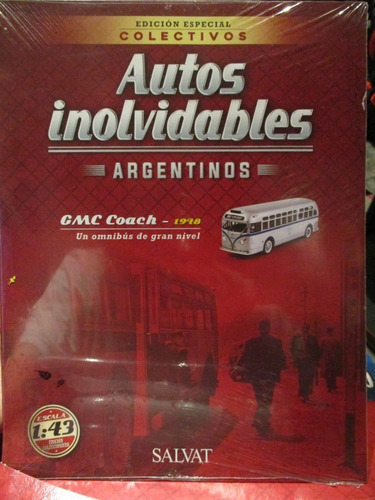 EDICIÓN ESPECIAL
COLECTIVOS
Autos
inolvidables
ARGENTINOS
GMC Coach – 1948
Un omnibús de gran nivel
ESCALA
1:43
SALVAT